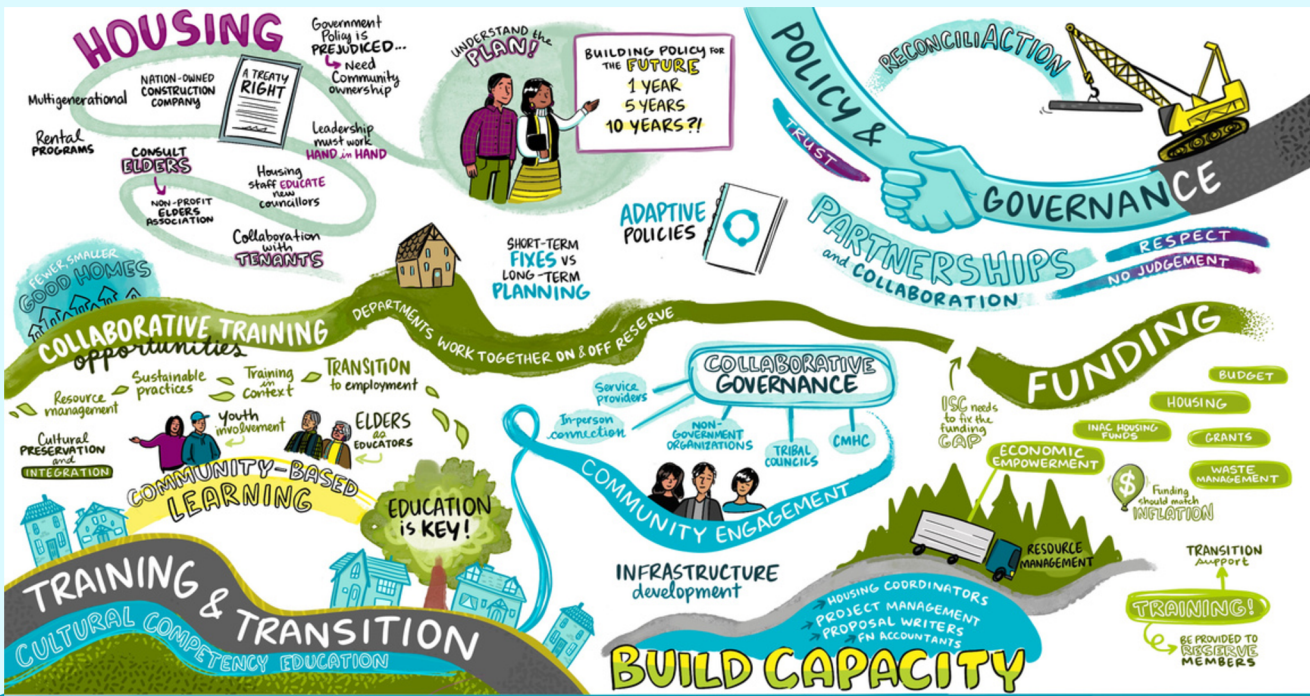 HOUSING
Government
Policy is
PREJUDICED...
Need
Community
ownership
NATION-OWNED
CONSTRUCTION
COMPANY
A TREATY
RIGHT
Multigenerational
Rental
PROGRAMS
Leadership
must work
HAND in HAND
CONSULT
ELDERS
NON-PROFIT
ELDERS
ASSOCIATION
Housing
staff EDUCATE
new
councillors
Collaboration
with
TENANTS
FEWER, SMALLER
GOOD HOMES
UNDERSTAND the
PLAN!
BUILDING POLICY FOR
THE FUTURE
1 YEAR
5 YEARS
10 YEARS?!
SHORT-TERM
FIXES VS
LONG-TERM
PLANNING
ADAPTIVE
POLICIES
POLICY &
GOVERNANCE
TRUST
RECONCILIACTION
PARTNERSHIPS
and COLLABORATION
RESPECT
NO JUDGEMENT
COLLABORATIVE TRAINING
opportunities
DEPARTMENTS WORK TOGETHER ON & OFF RESERVE
FUNDING
Resource
management
Sustainable
practices
Training
in
Context
TRANSITION
to employment
Cultural
PRESERVATION
and
INTEGRATION
Youth
involvement
ELDERS
as
EDUCATORS
COMMUNITY-BASED
LEARNING
EDUCATION
is KEY!
TRAINING & TRANSITION
CULTURAL COMPETENCY EDUCATION
COLLABORATIVE
GOVERNANCE
Service
providers
In-person
connection
NON-
GOVERNMENT
ORGANIZATIONS
TRIBAL
COUNCILS
CMHC
COMMUNITY ENGAGEMENT
INFRASTRUCTURE
development
ISC needs
to fix the
funding
GAP
ECONOMIC
EMPOWERMENT
RESOURCE
MANAGEMENT
HOUSING COORDINATORS
PROJECT MANAGEMENT
PROPOSAL WRITERS
FN ACCOUNTANTS
BUILD CAPACITY
BUDGET
HOUSING
INAC HOUSING
FUNDS
GRANTS
WASTE
MANAGEMENT
$
Funding
should match
INFLATION
TRANSITION
support
TRAINING!
BE PROVIDED TO
RESERVE
MEMBERS